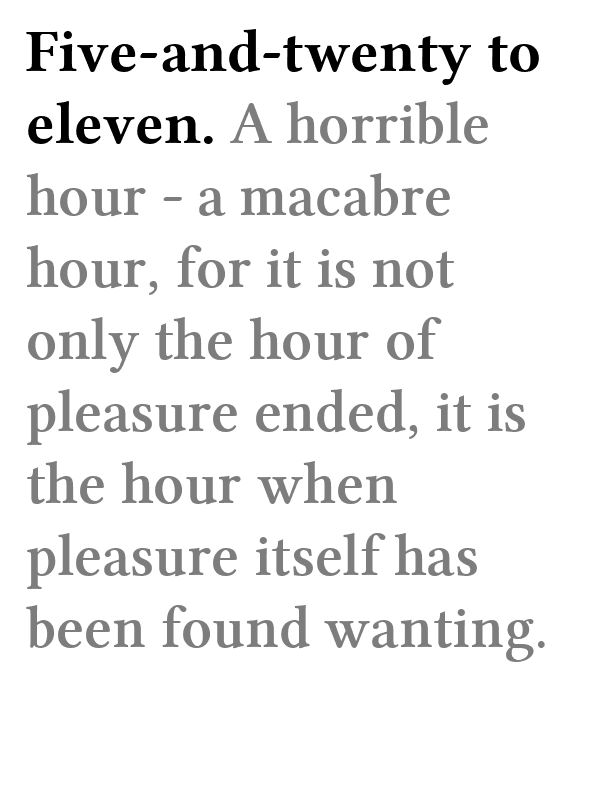 Five-and-twenty to
eleven. A horrible
hour - a macabre
hour, for it is not
only the hour of
pleasure ended, it is
the hour when
pleasure itself has
been found wanting.